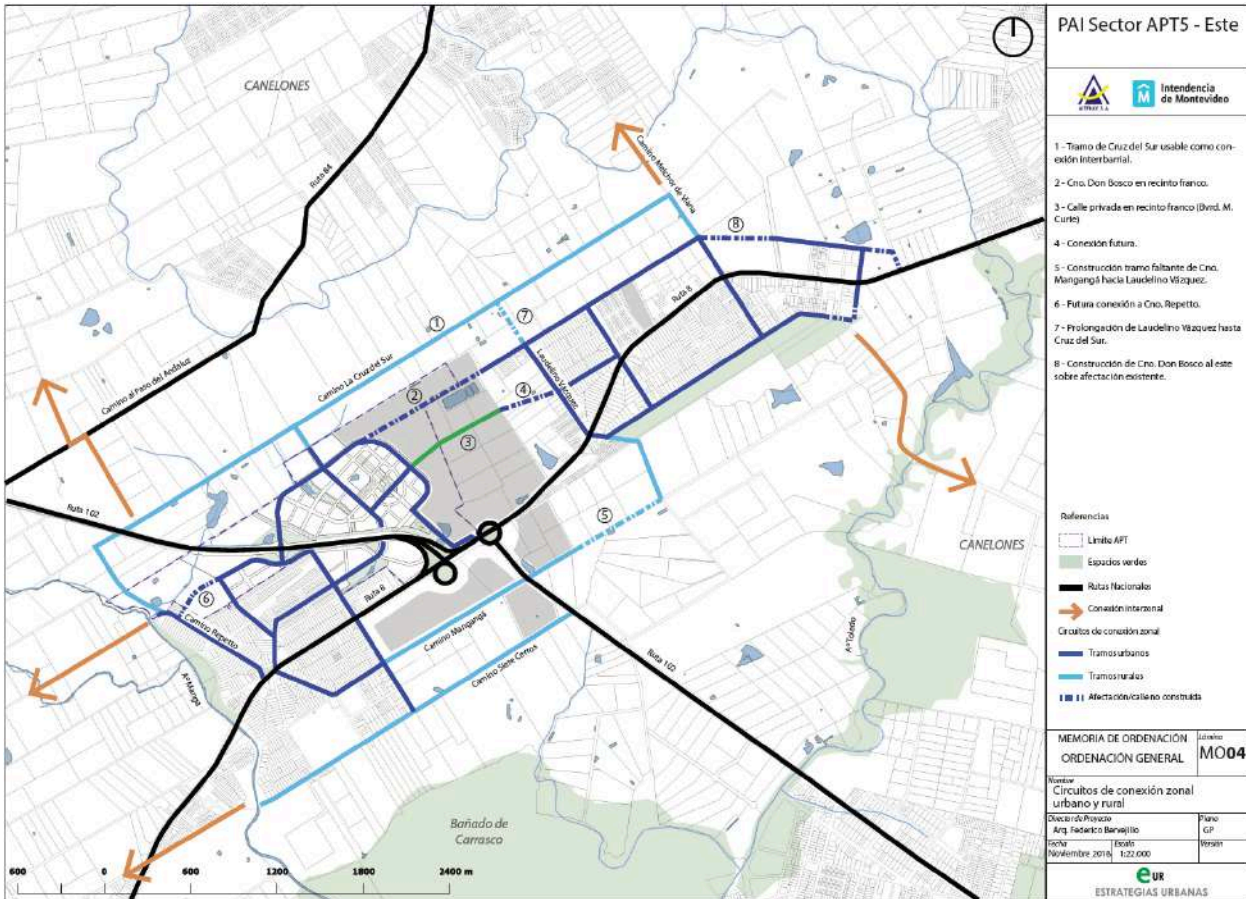 PAI Sector APT5 - Este
Intendencia
de Montevideo
1 - Tramo de Cruz del Sur usable como con-
exión interrbarrial.
2 - Cno. Don Bosco en recinto franco.
3 - Calle privada en recinto franco (Bvrd. M.
Curie)
4 - Conexión futura.
5 - Construcción tramo faltante de Cno.
Mangangá hacia Laudelino Vázquez.
6 - Futura conexión a Cno. Repetto.
7 - Prolongación de Laudelino Vázquez hasta
Cruz del Sur.
8 - Construcción de Cno. Don Bosco al este
sobre afectación existente.
Referencias
Limite APT
Espacios verdes
Rutas Nacionales
Conexión interzonal
Circuitos de conexión zonal
Tramos urbanos
Tramos rurales
Afectación/calle no construida
MEMORIA DE ORDENACIÓN
ORDENACIÓN GENERAL
Lámina
MO04
Nombre
Circuitos de conexión zonal
urbano y rural
Director de Proyecto
Arq. Federico Bervejillo
Plano
GP
Fecha
Noviembre 2016
Escala
1:22.000
Versión
eUR
ESTRATEGIAS URBANAS
CANELONES
Ruta 84
Camino Melchor de Viana
8
Ruta 8
7
1
Camino La Cruz del Sur
Camino al Paso del Andaluz
Laudelino Vázquez
2
4
3
Ruta 102
5
CANELONES
6
Camino Repetto
Ruta 8
Camino Mangangá
Camino Siete Cerros
Ruta 102
Aº Toledo
Aº Manga
Bañado de
Carrasco
600 0 600 1200 1800 2400 m